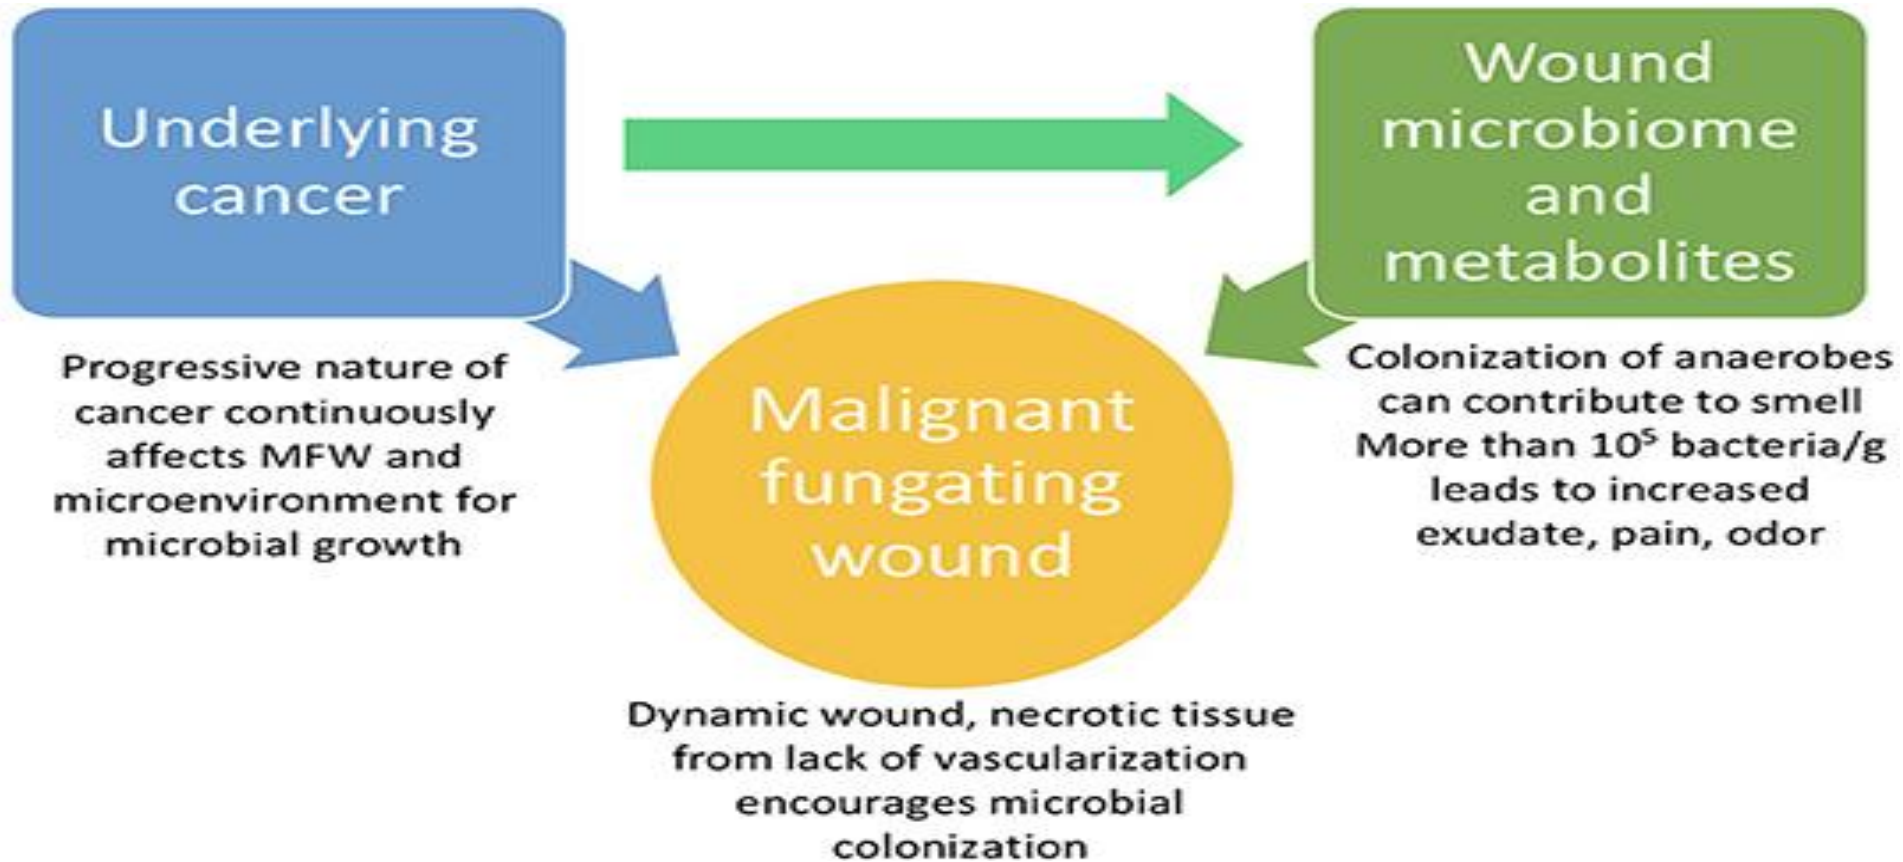 Underlying
cancer
Wound
microbiome
and
metabolites
Progressive nature of
cancer continuously
affects MFW and
microenvironment for
microbial growth
Malignant
fungating
wound
Colonization of anaerobes
can contribute to smell
More than 10⁵ bacteria/g
leads to increased
exudate, pain, odor
Dynamic wound, necrotic tissue
from lack of vascularization
encourages microbial
colonization